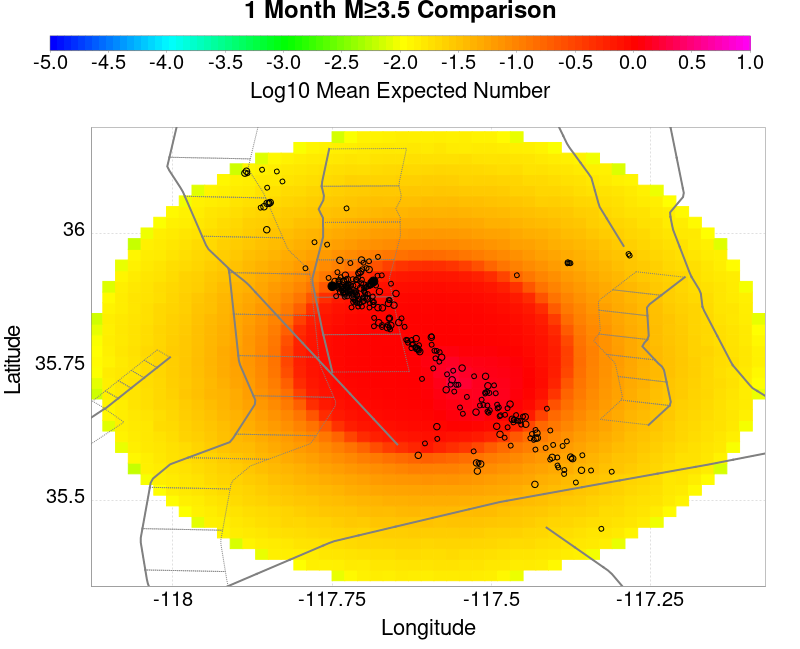 1 Month M≥3.5 Comparison
-5.0 -4.5 -4.0 -3.5 -3.0 -2.5 -2.0 -1.5 -1.0 -0.5 0.0 0.5 1.0
Log10 Mean Expected Number
36
35.75
35.5
Latitude
-118 -117.75 -117.5 -117.25
Longitude